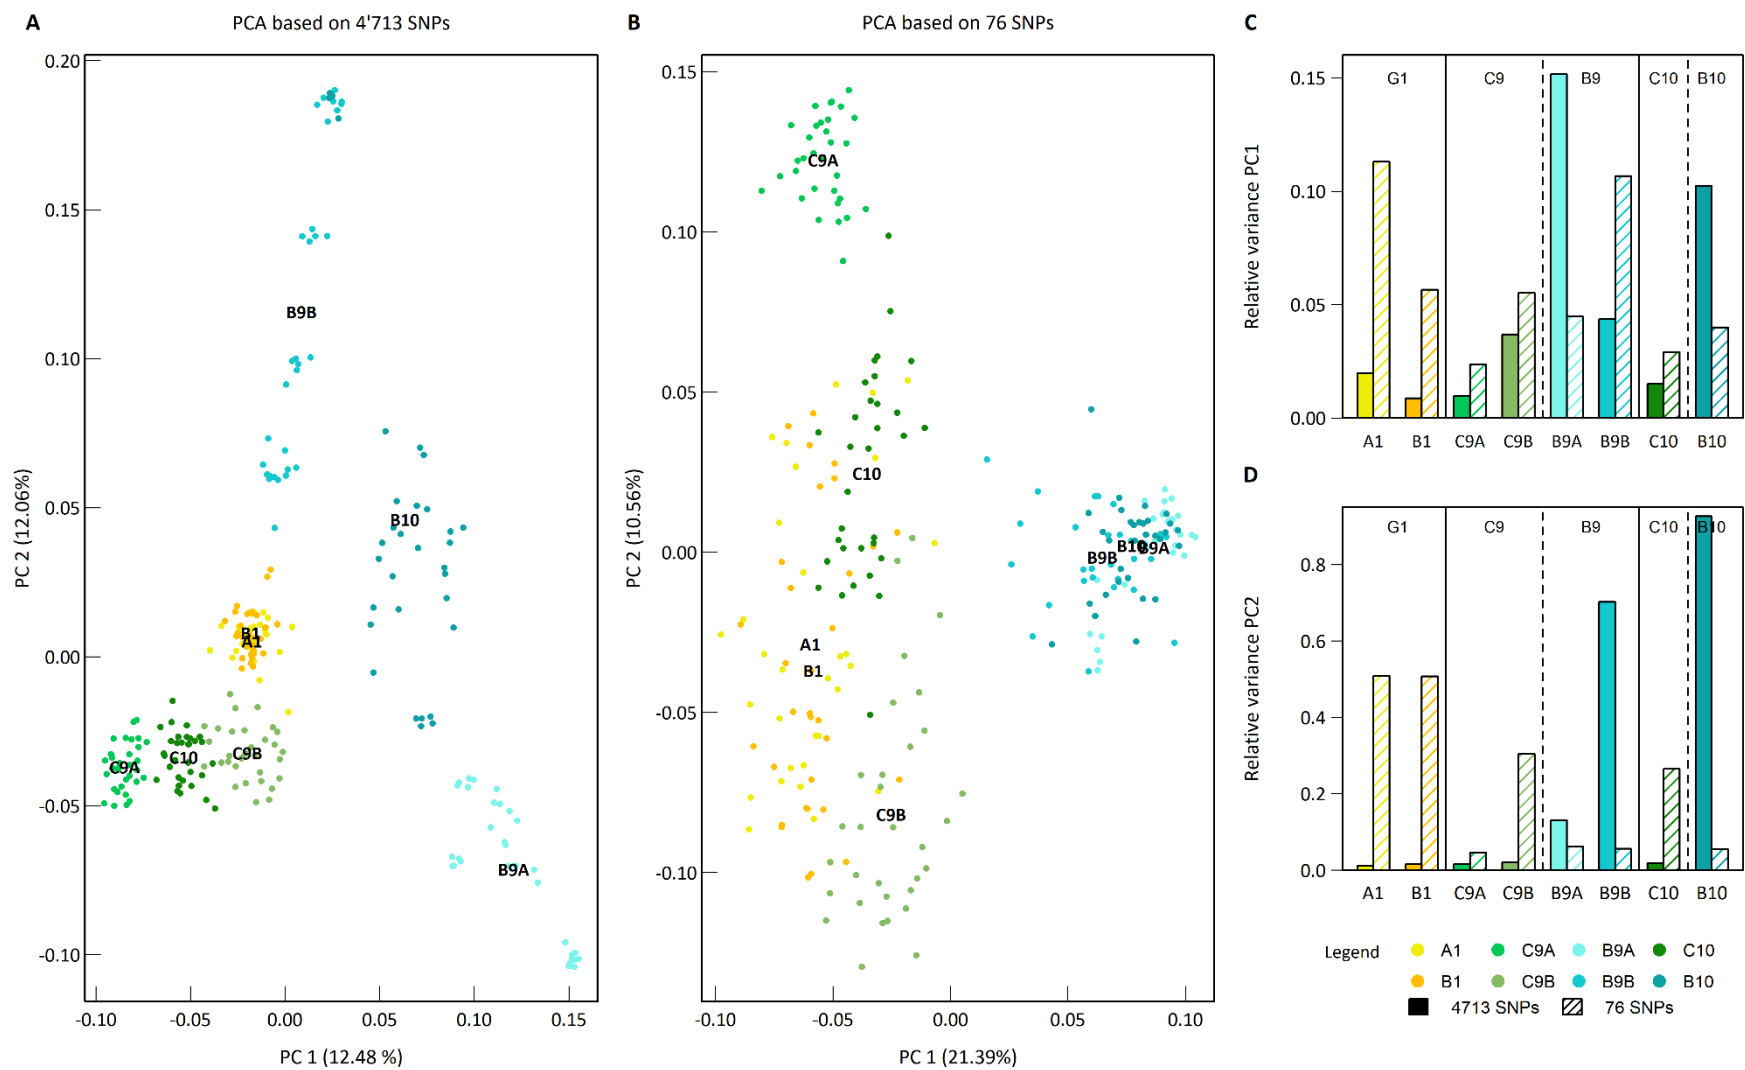 A
PCA based on 4'713 SNPs
0.20
0.15
0.10
0.05
0.00
-0.05
-0.10
PC 2 (12.06%)
B9B
B10
B1
A1
C9A
C10
C9B
B9A
-0.10
-0.05
0.00
0.05
0.10
0.15
PC 1 (12.48 %)
B
PCA based on 76 SNPs
0.15
0.10
0.05
0.00
-0.05
-0.10
PC 2 (10.56%)
C9A
C10
B10
B9A
B9B
A1
B1
C9B
-0.10
-0.05
0.00
0.05
0.10
PC 1 (21.39%)
C
G1
C9
B9
C10
B10
0.15
0.10
0.05
0.00
Relative variance PC1
A1
B1
C9A
C9B
B9A
B9B
C10
B10
D
G1
C9
B9
C10
B10
0.8
0.6
0.4
0.2
0.0
Relative variance PC2
A1
B1
C9A
C9B
B9A
B9B
C10
B10
Legend
A1
C9A
B9A
C10
B1
C9B
B9B
B10
4713 SNPs
76 SNPs